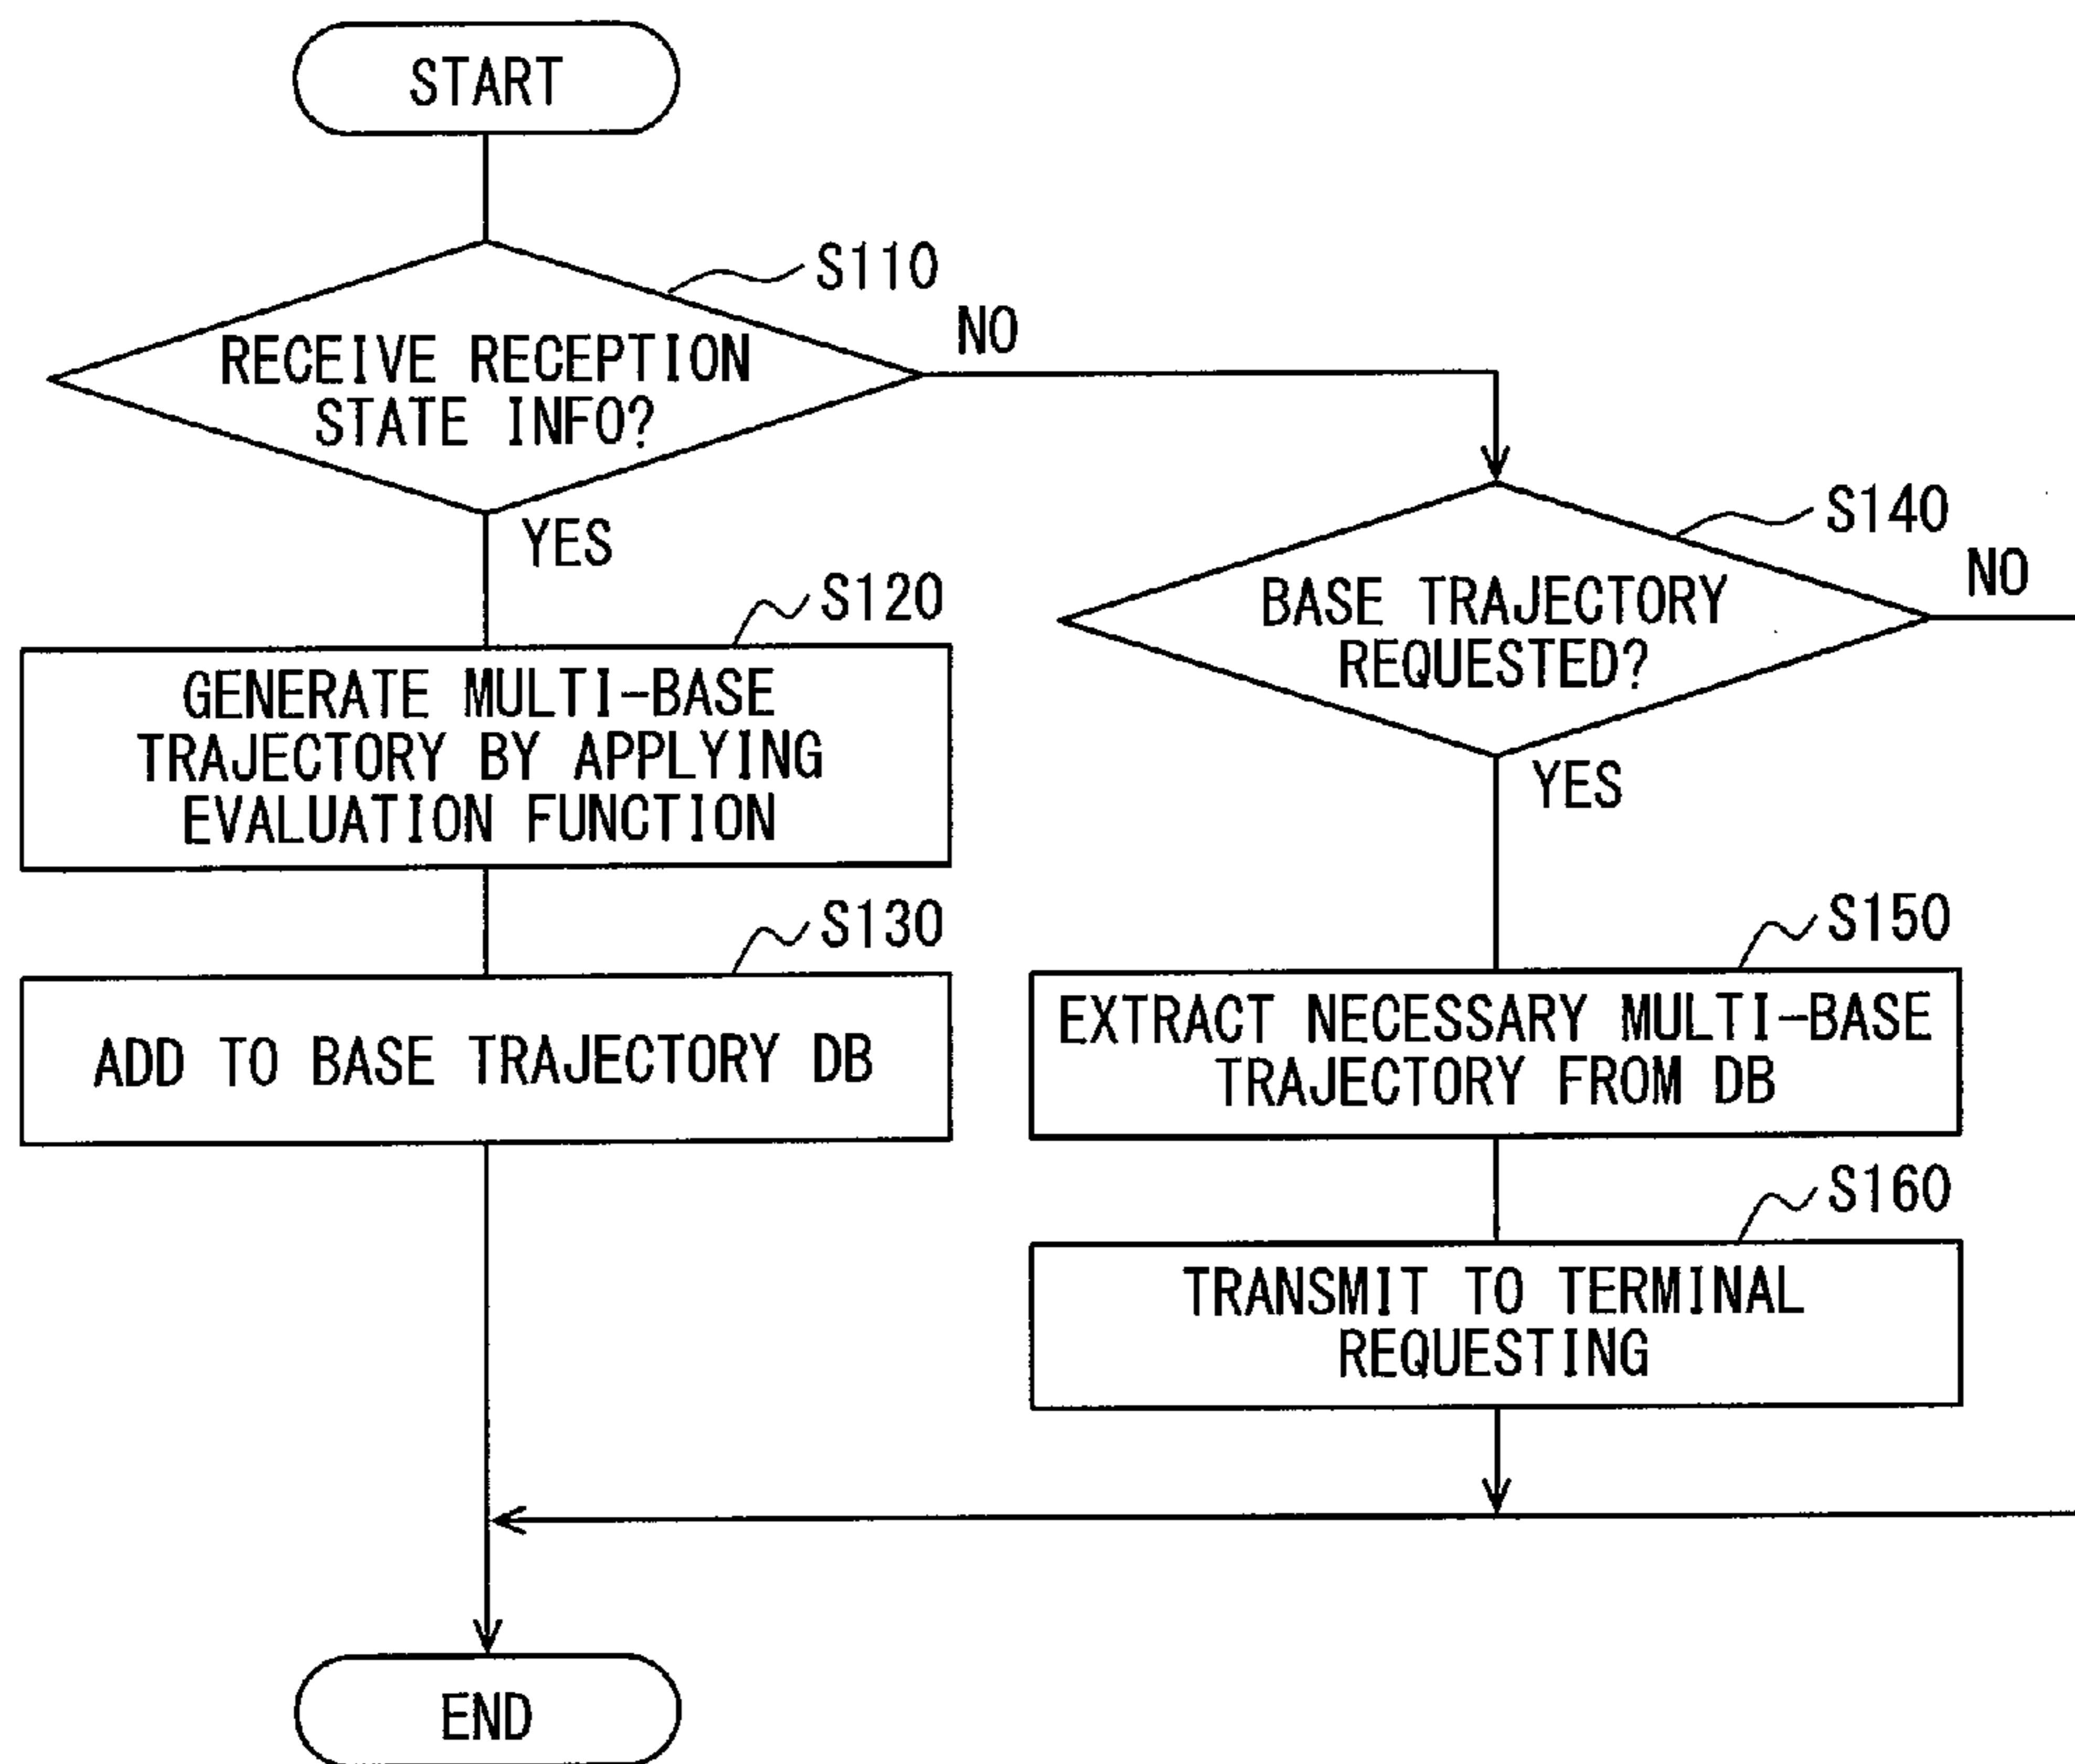 START
S110
RECEIVE RECEPTION
STATE INFO?
NO
YES
S120
GENERATE MULTI-BASE
TRAJECTORY BY APPLYING
EVALUATION FUNCTION
S130
ADD TO BASE TRAJECTORY DB
S140
BASE TRAJECTORY
REQUESTED?
NO
YES
S150
EXTRACT NECESSARY MULTI-BASE
TRAJECTORY FROM DB
S160
TRANSMIT TO TERMINAL
REQUESTING
END